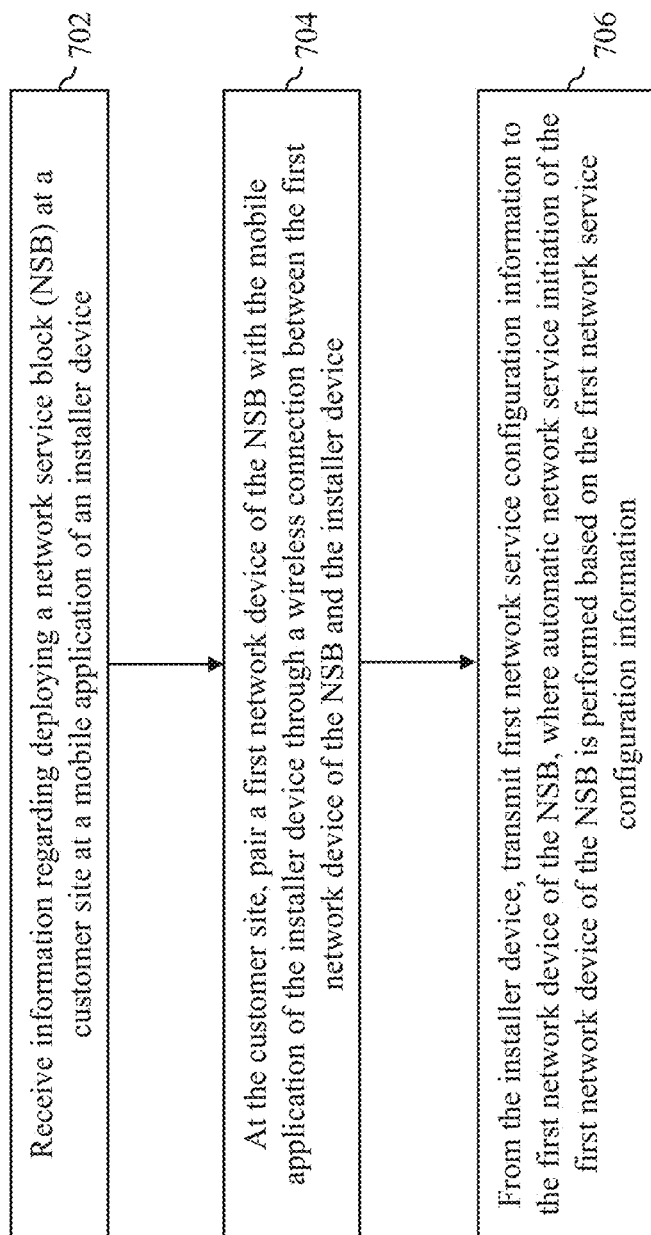 Receive information regarding deploying a network service block (NSB) at a
customer site at a mobile application of an installer device
702
At the customer site, pair a first network device of the NSB with the mobile
application of the installer device through a wireless connection between the first
network device of the NSB and the installer device
704
From the installer device, transmit first network service configuration information to
the first network device of the NSB, where automatic network service initiation of the
first network device of the NSB is performed based on the first network service
configuration information
706